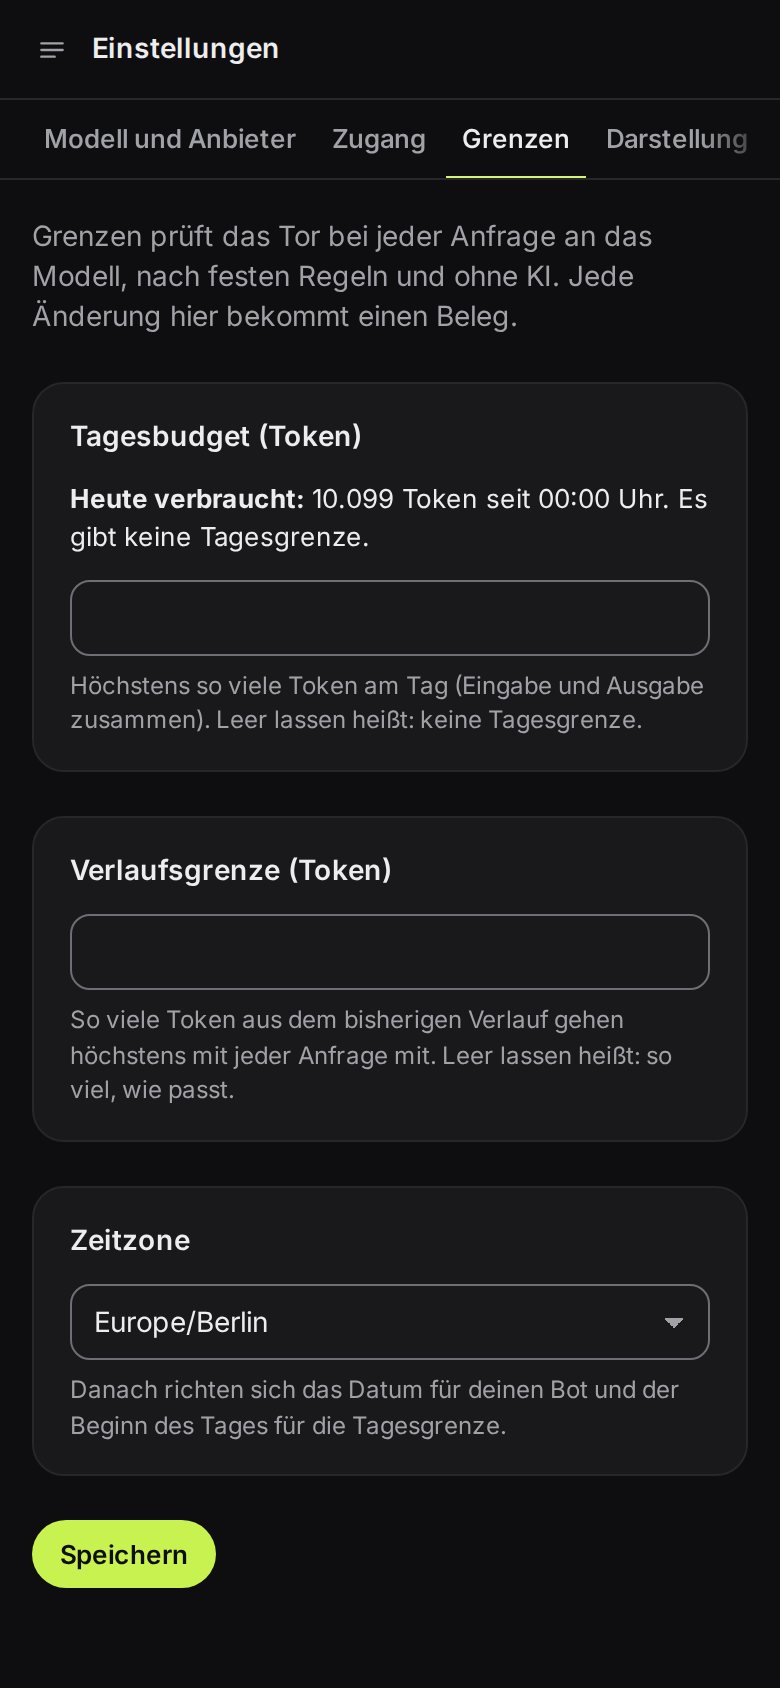 Einstellungen
Modell und Anbieter Zugang Grenzen Darstellung
Grenzen prüft das Tor bei jeder Anfrage an das
Modell, nach festen Regeln und ohne KI. Jede
Änderung hier bekommt einen Beleg.
Tagesbudget (Token)
Heute verbraucht: 10.099 Token seit 00:00 Uhr. Es
gibt keine Tagesgrenze.
Höchstens so viele Token am Tag (Eingabe und Ausgabe
zusammen). Leer lassen heißt: keine Tagesgrenze.
Verlaufsgrenze (Token)
So viele Token aus dem bisherigen Verlauf gehen
höchstens mit jeder Anfrage mit. Leer lassen heißt: so
viel, wie passt.
Zeitzone
Europe/Berlin
Danach richten sich das Datum für deinen Bot und der
Beginn des Tages für die Tagesgrenze.
Speichern